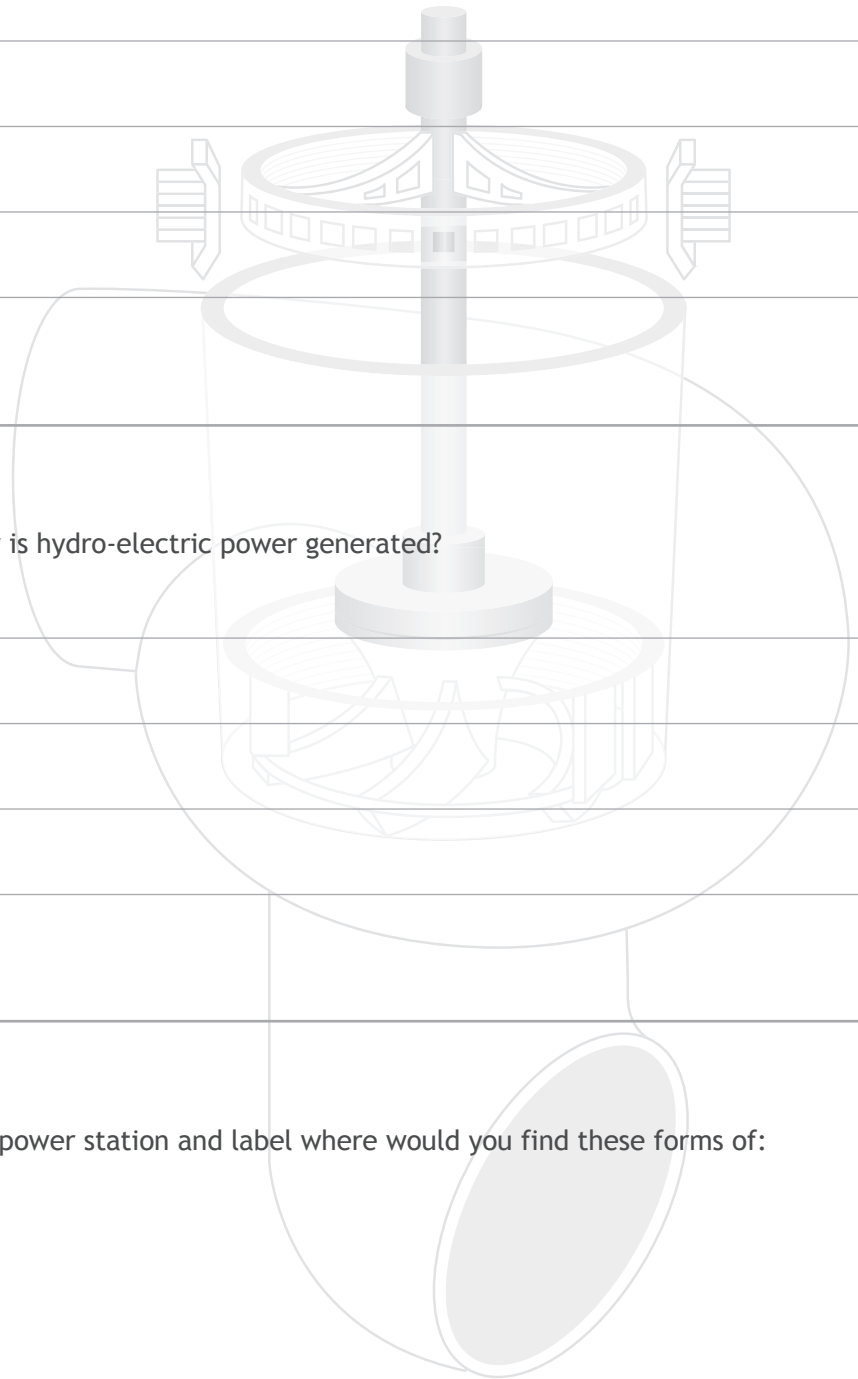 is hydro-electric power generated?
power station and label where would you find these forms of: